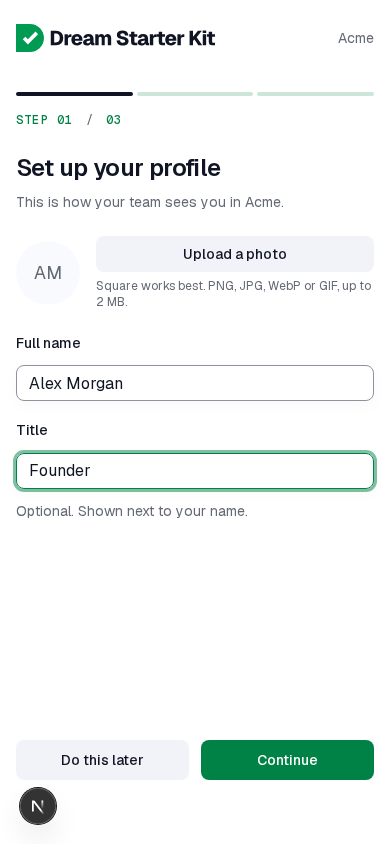 Dream Starter Kit
Acme
STEP 01 / 03
Set up your profile
This is how your team sees you in Acme.
AM
Upload a photo
Square works best. PNG, JPG, WebP or GIF, up to
2 MB.
Full name
Alex Morgan
Title
Founder
Optional. Shown next to your name.
Do this later
Continue
N